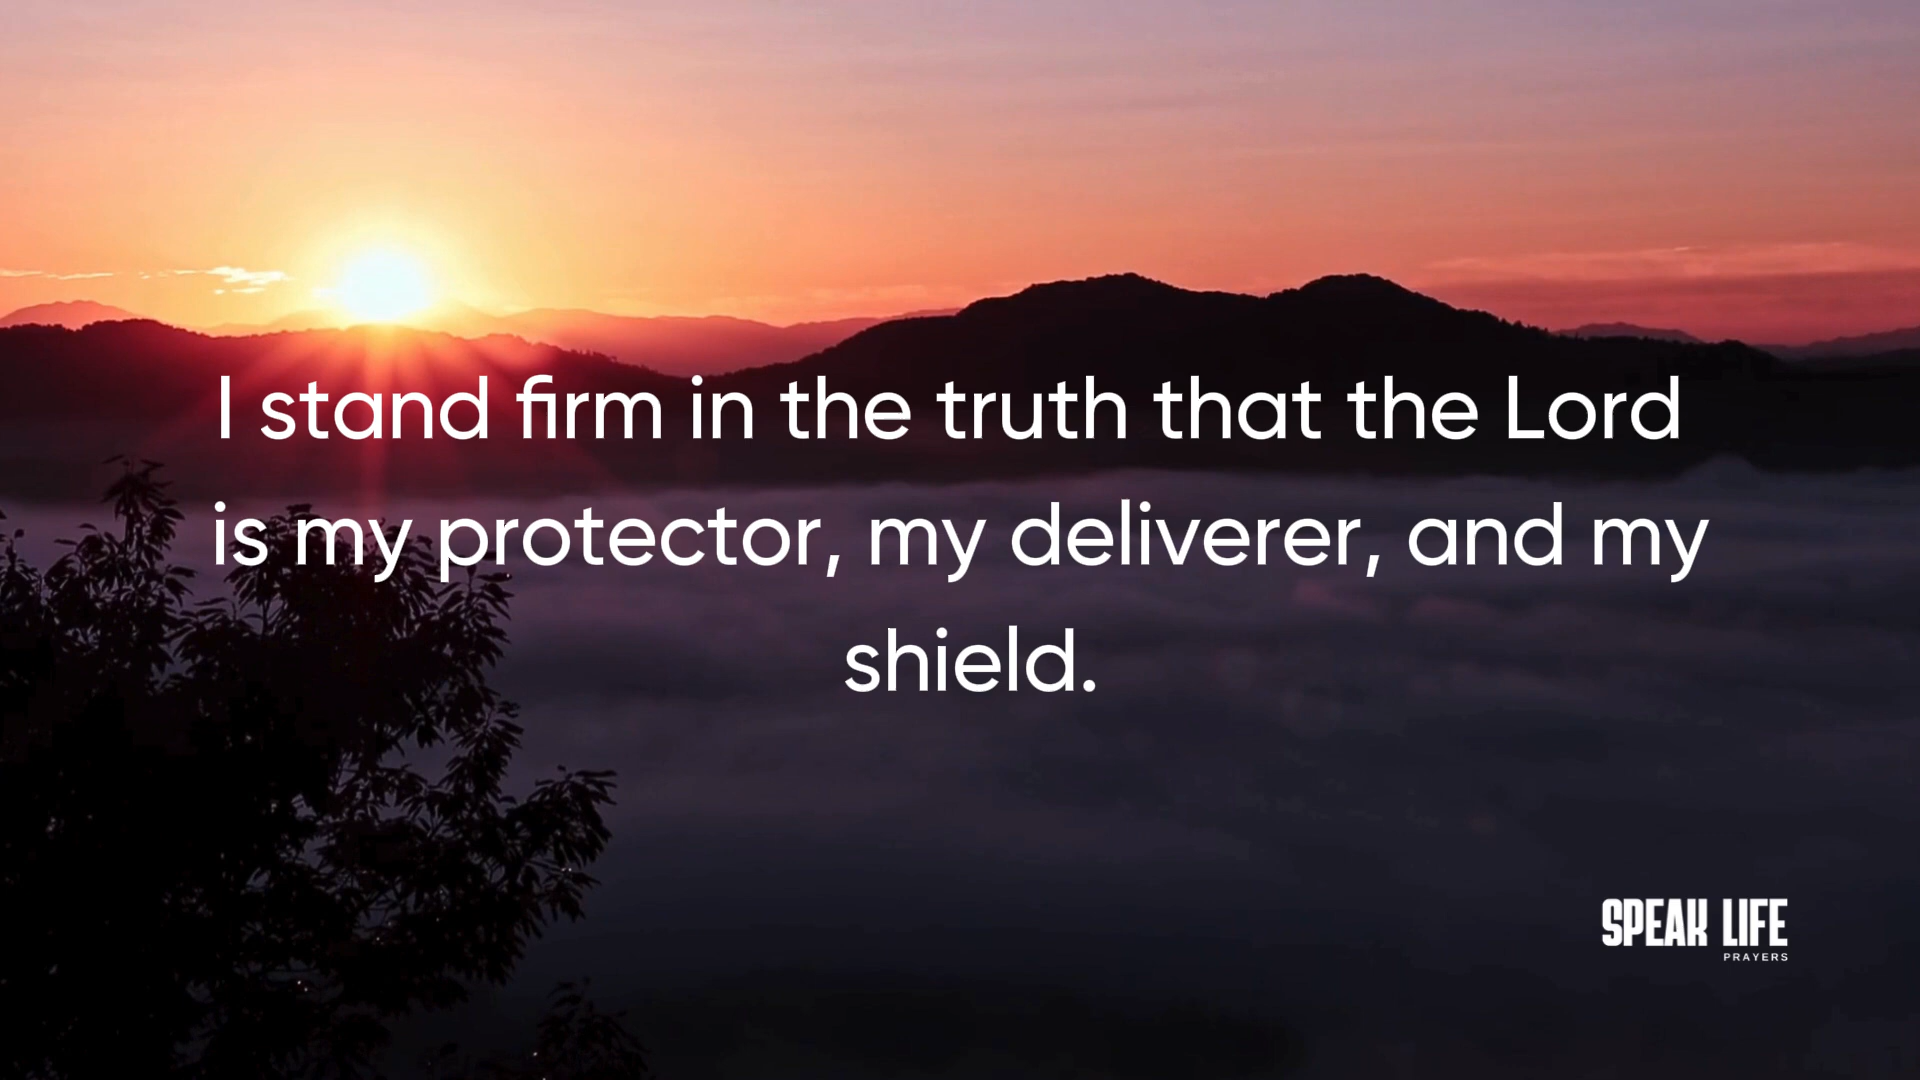 I stand firm in the truth that the Lord
is my protector, my deliverer, and my
shield.
SPEAK LIFE
PRAYERS